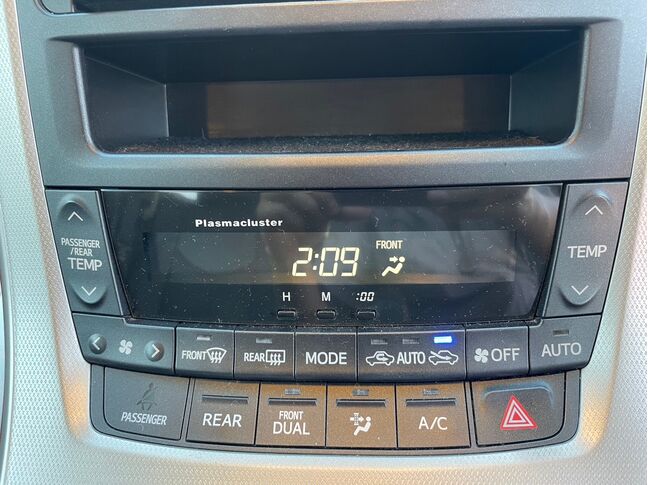 Plasmacluster
PASSENGER
/REAR
TEMP
2:09
FRONT
TEMP
H M :00
FRONT
REAR
MODE
AUTO
OFF
AUTO
PASSENGER
REAR
FRONT
DUAL
A/C